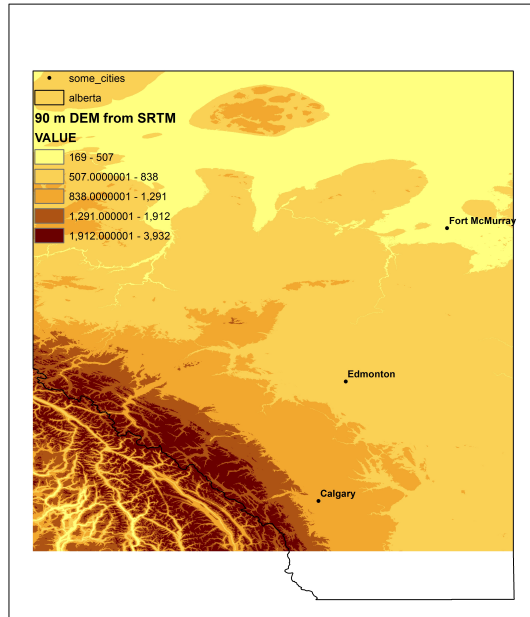 some_cities
alberta
90 m DEM from SRTM
VALUE
169 - 507
507.0000001 - 838
838.0000001 - 1,291
1,291.000001 - 1,912
1,912.000001 - 3,932
Fort McMurray
Edmonton
Calgary